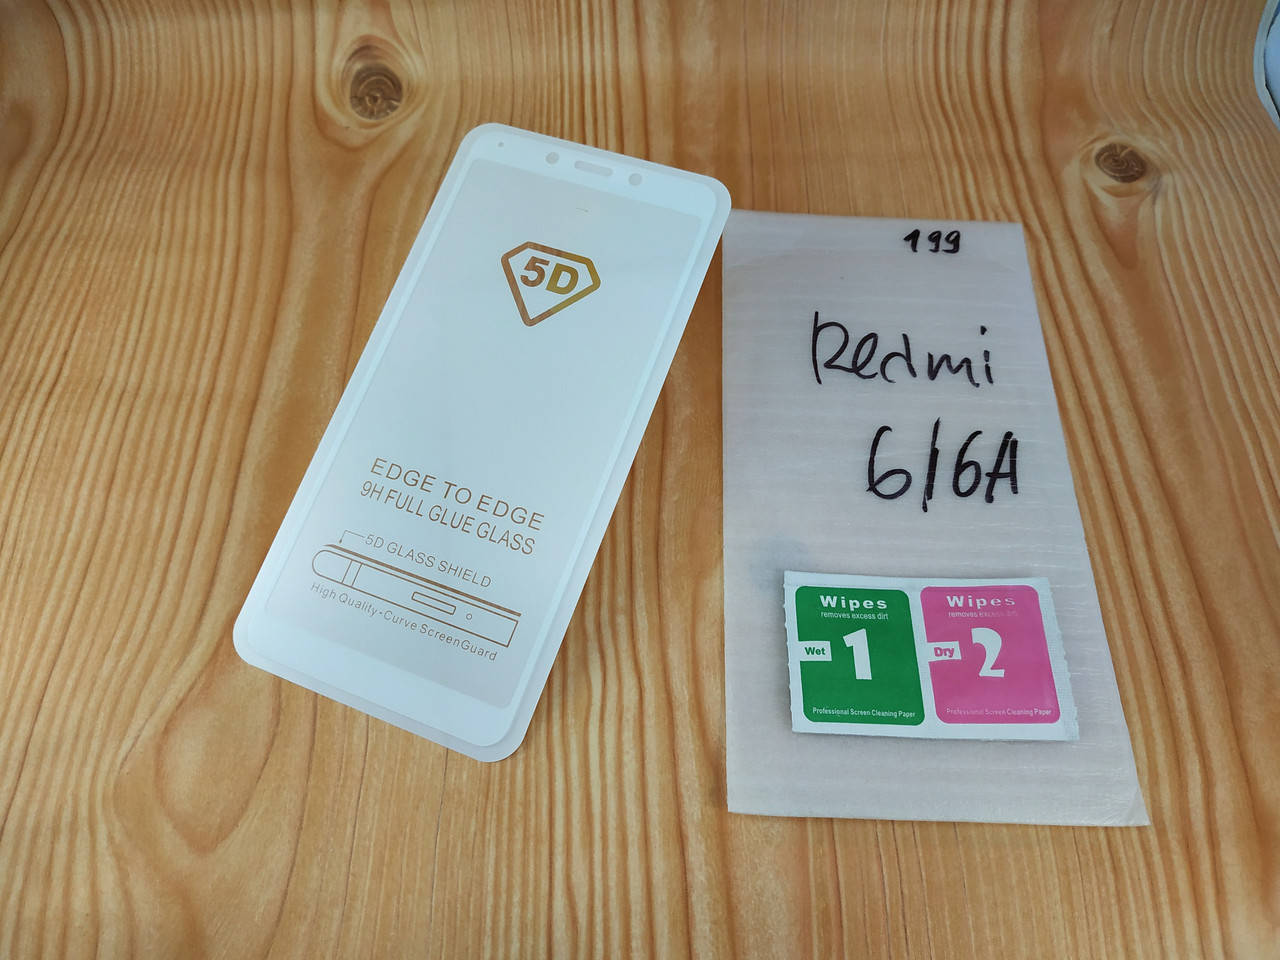 5D
EDGE TO EDGE
9H FULL GLUE GLASS
5D GLASS SHIELD
High Quality-Curve ScreenGuard
199
Redmi
6/6A
Wipes
removes excess dirt
Wet
1
Professional Screen Cleaning Paper
Wipes
removes excess dirt
Dry
2
Professional Screen Cleaning Paper